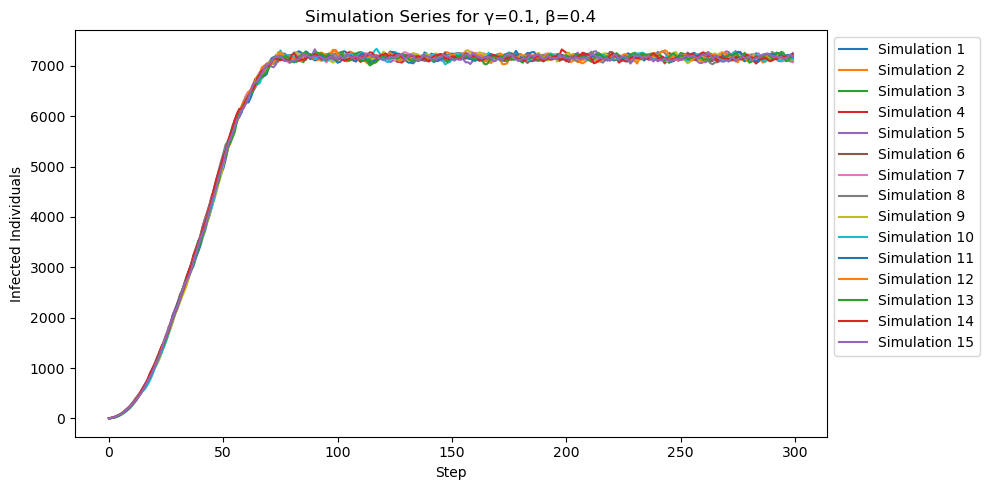 Simulation Series for γ=0.1, β=0.4
Infected Individuals
7000
6000
5000
4000
3000
2000
1000
0
0
50
100
150
200
250
300
Step
Simulation 1
Simulation 2
Simulation 3
Simulation 4
Simulation 5
Simulation 6
Simulation 7
Simulation 8
Simulation 9
Simulation 10
Simulation 11
Simulation 12
Simulation 13
Simulation 14
Simulation 15